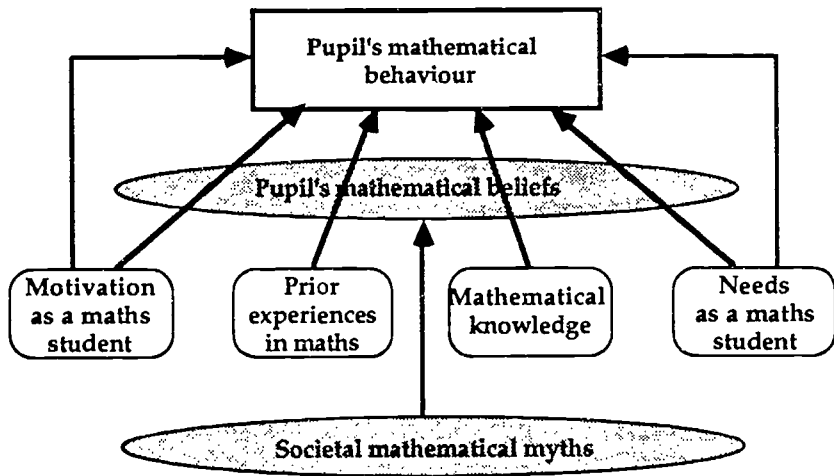 Pupil's mathematical
behaviour
Pupil's mathematical beliefs
Motivation
as a maths
student
Prior
experiences
in maths
Mathematical
knowledge
Needs
as a maths
student
Societal mathematical myths